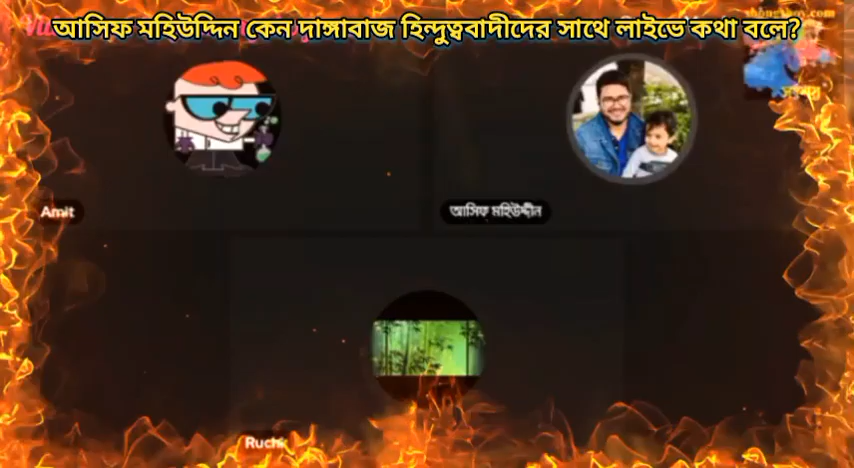 আসিফ মহিউদ্দিন কেন দাঙ্গাবাজ হিন্দুত্ববাদীদের সাথে লাইভে কথা বলে?
Amit
আসিফ মহিউদ্দীন
Ruchi